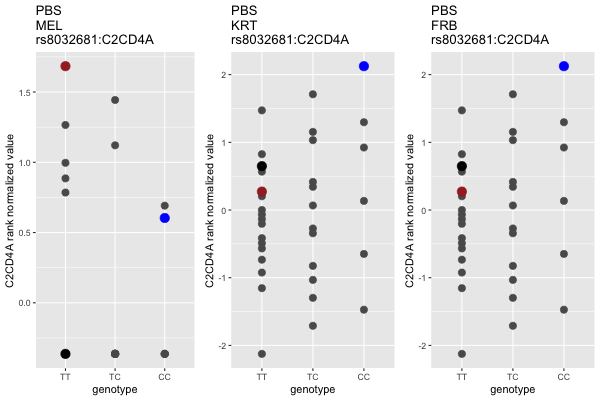 PBS
MEL
rs8032681:C2CD4A
C2CD4A rank normalized value
1.5
1.0
0.5
0.0
TT TC CC
genotype
PBS
KRT
rs8032681:C2CD4A
C2CD4A rank normalized value
2
1
0
-1
-2
TT TC CC
genotype
PBS
FRB
rs8032681:C2CD4A
C2CD4A rank normalized value
2
1
0
-1
-2
TT TC CC
genotype